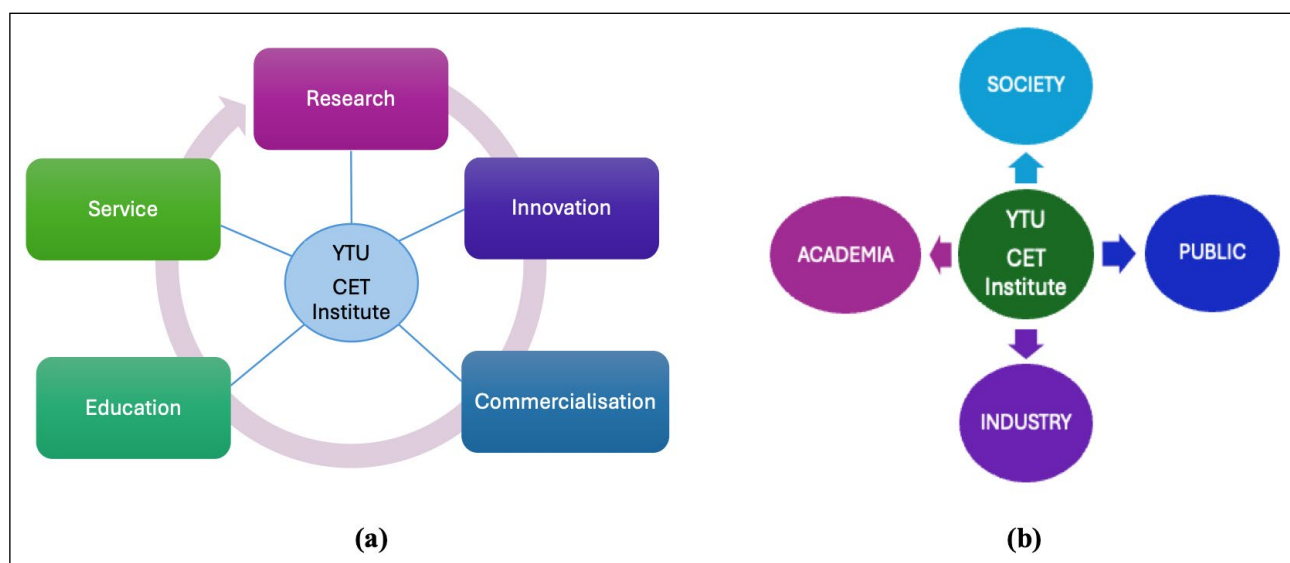 Research
Service
Innovation
YTU
CET
Institute
Education
Commercialisation
(a)
SOCIETY
ACADEMIA
YTU
CET
Institute
PUBLIC
INDUSTRY
(b)